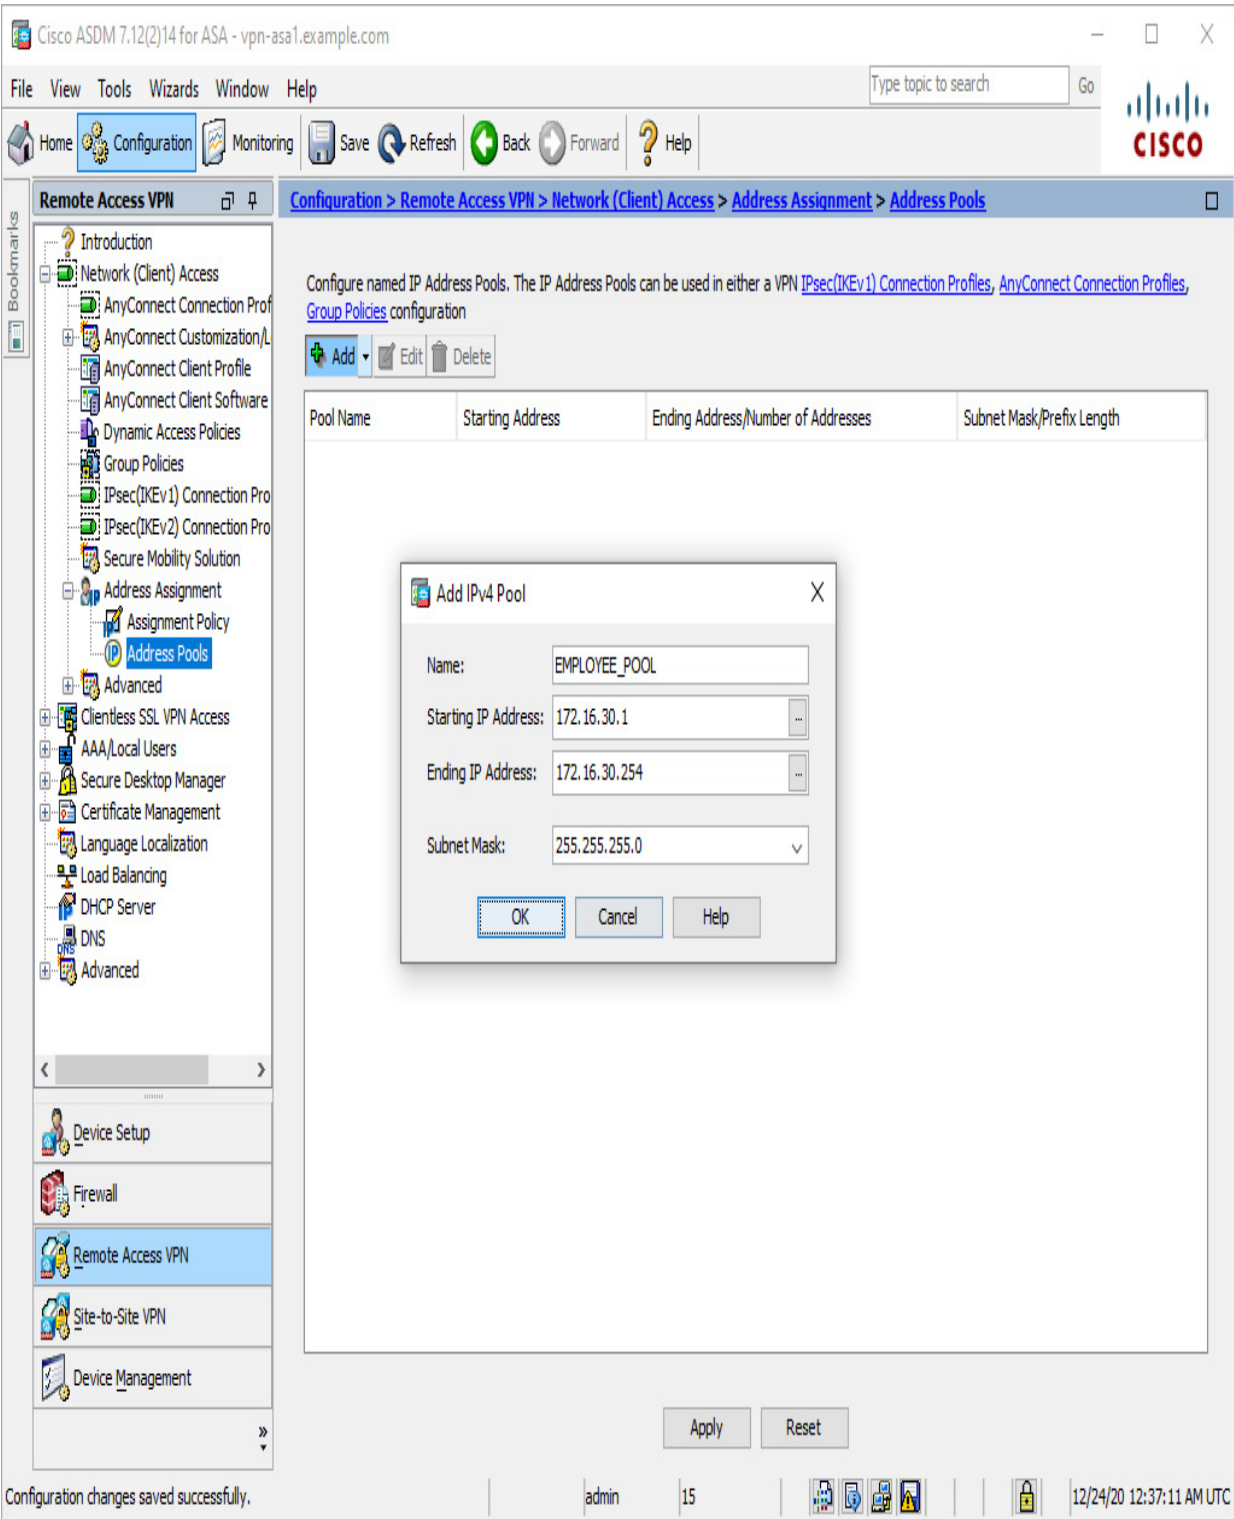 Cisco ASDM 7.12(2)14 for ASA - vpn-asa1.example.com
File View Tools Wizards Window Help
Type topic to search Go
Home Configuration Monitoring Save Refresh Back Forward Help
CISCO
Bookmarks
Remote Access VPN
Introduction
Network (Client) Access
AnyConnect Connection Prof
AnyConnect Customization/L
AnyConnect Client Profile
AnyConnect Client Software
Dynamic Access Policies
Group Policies
IPsec(IKEv1) Connection Pro
IPsec(IKEv2) Connection Pro
Secure Mobility Solution
Address Assignment
Assignment Policy
Address Pools
Advanced
Clientless SSL VPN Access
AAA/Local Users
Secure Desktop Manager
Certificate Management
Language Localization
Load Balancing
DHCP Server
DNS
Advanced
Device Setup
Firewall
Remote Access VPN
Site-to-Site VPN
Device Management
»
Configuration > Remote Access VPN > Network (Client) Access > Address Assignment > Address Pools
Configure named IP Address Pools. The IP Address Pools can be used in either a VPN IPsec(IKEv1) Connection Profiles, AnyConnect Connection Profiles,
Group Policies configuration
Add Edit Delete
Pool Name Starting Address Ending Address/Number of Addresses Subnet Mask/Prefix Length
Add IPv4 Pool
Name: EMPLOYEE_POOL
Starting IP Address: 172.16.30.1 ...
Ending IP Address: 172.16.30.254 ...
Subnet Mask: 255.255.255.0
OK Cancel Help
Apply Reset
Configuration changes saved successfully. admin 15 12/24/20 12:37:11 AM UTC